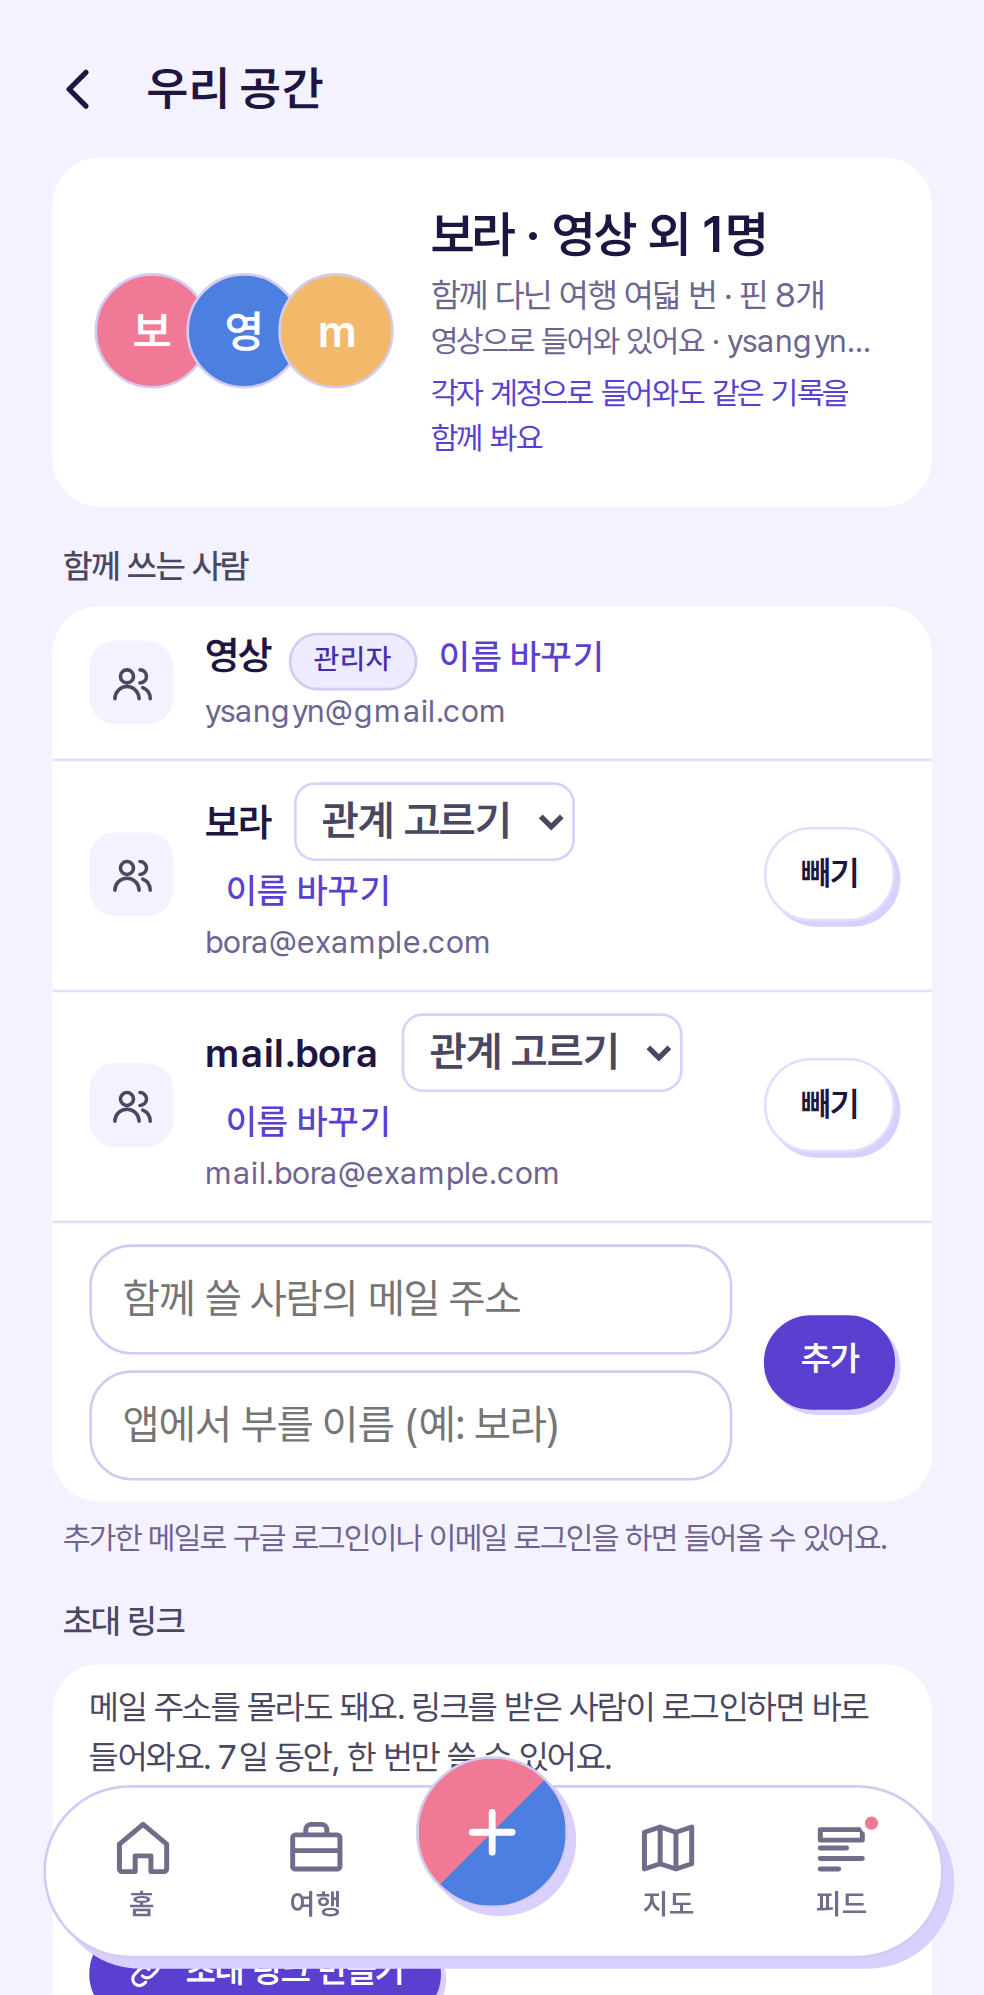 우리 공간
보라 · 영상 외 1명
보 영 m
함께 다닌 여행 여덟 번 · 핀 8개
영상으로 들어와 있어요 · ysangyn...
각자 계정으로 들어와도 같은 기록을
함께 봐요
함께 쓰는 사람
영상 관리자 이름 바꾸기
ysangyn@gmail.com
보라 관계 고르기
이름 바꾸기
빼기
bora@example.com
mail.bora 관계 고르기
이름 바꾸기
빼기
mail.bora@example.com
함께 쓸 사람의 메일 주소
추가
앱에서 부를 이름 (예: 보라)
추가한 메일로 구글 로그인이나 이메일 로그인을 하면 들어올 수 있어요.
초대 링크
메일 주소를 몰라도 돼요. 링크를 받은 사람이 로그인하면 바로
들어와요. 7일 동안, 한 번만 쓸 수 있어요.
홈 여행 지도 피드
초대 링크 만들기